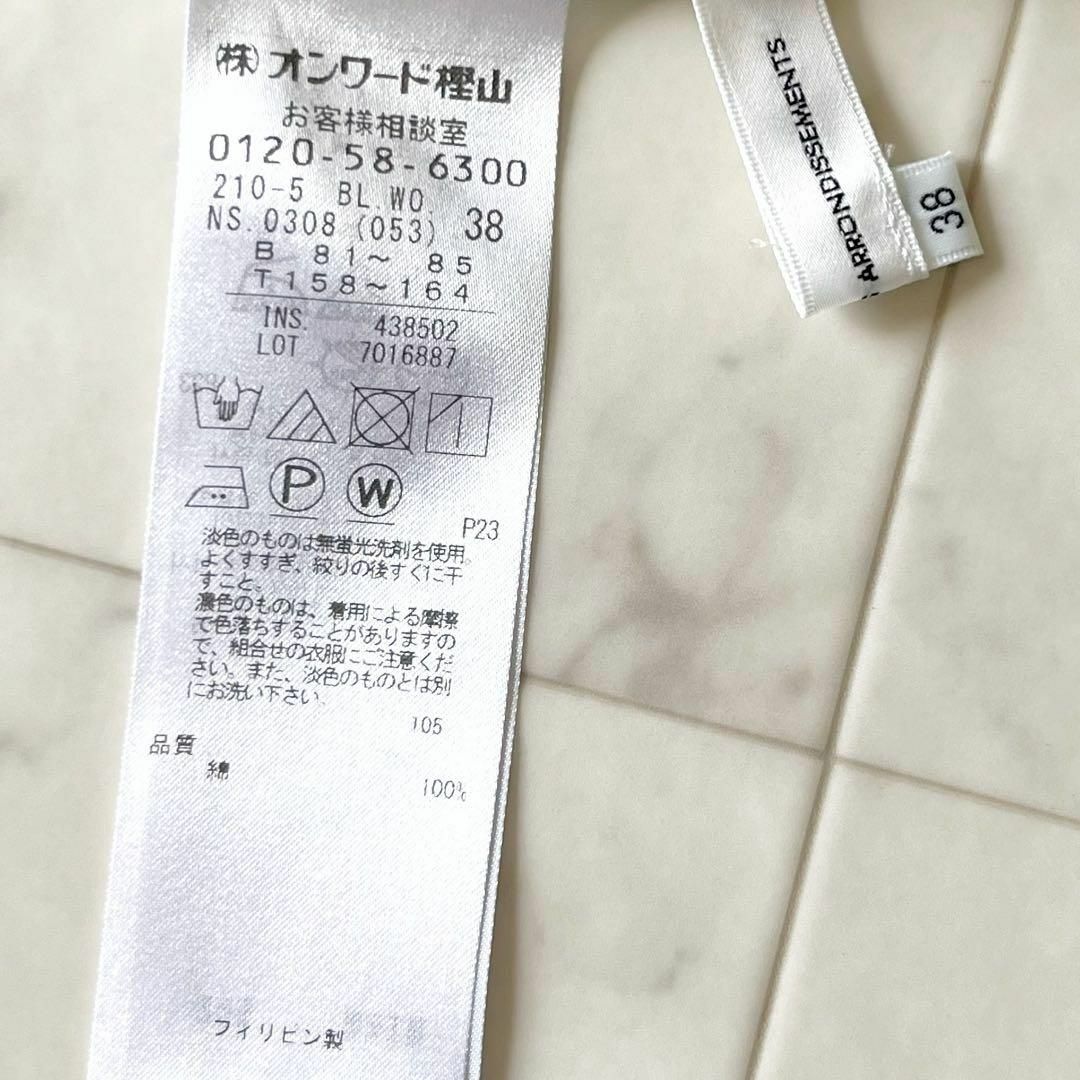 (株)オンワード樫山
お客様相談室
0120-58-6300
210-5 BL.WO 38
NS.0308 (053)
B 81〜 85
T158〜164
INS. 438502
LOT 7016887
P
W
P23
淡色のものは無蛍光洗剤を使用。
よくすすぎ、絞りの後すぐに干
すこと。
濃色のものは、着用による摩擦
で色落ちすることがありますの
で、組合せの衣服にご注意くだ
さい。また、淡色のものとは別
にお洗い下さい。
105
品質
綿 100%
フィリピン製
ARRONDISSEMENTS
38